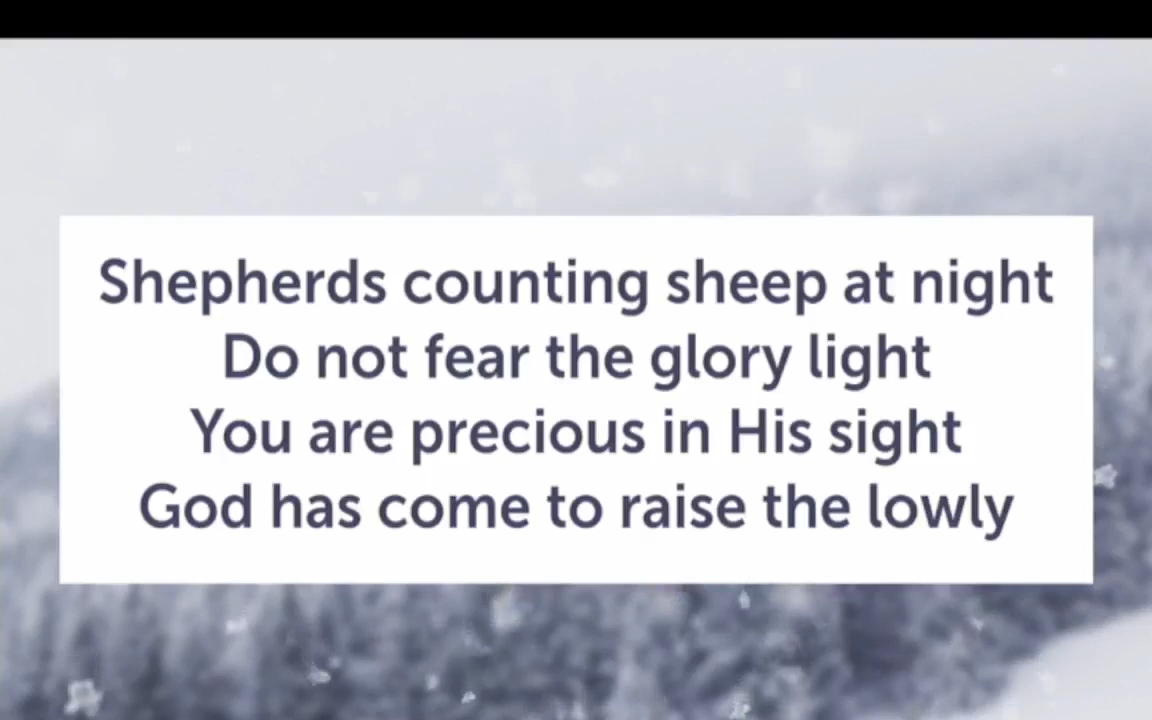 Shepherds counting sheep at night
Do not fear the glory light
You are precious in His sight
God has come to raise the lowly